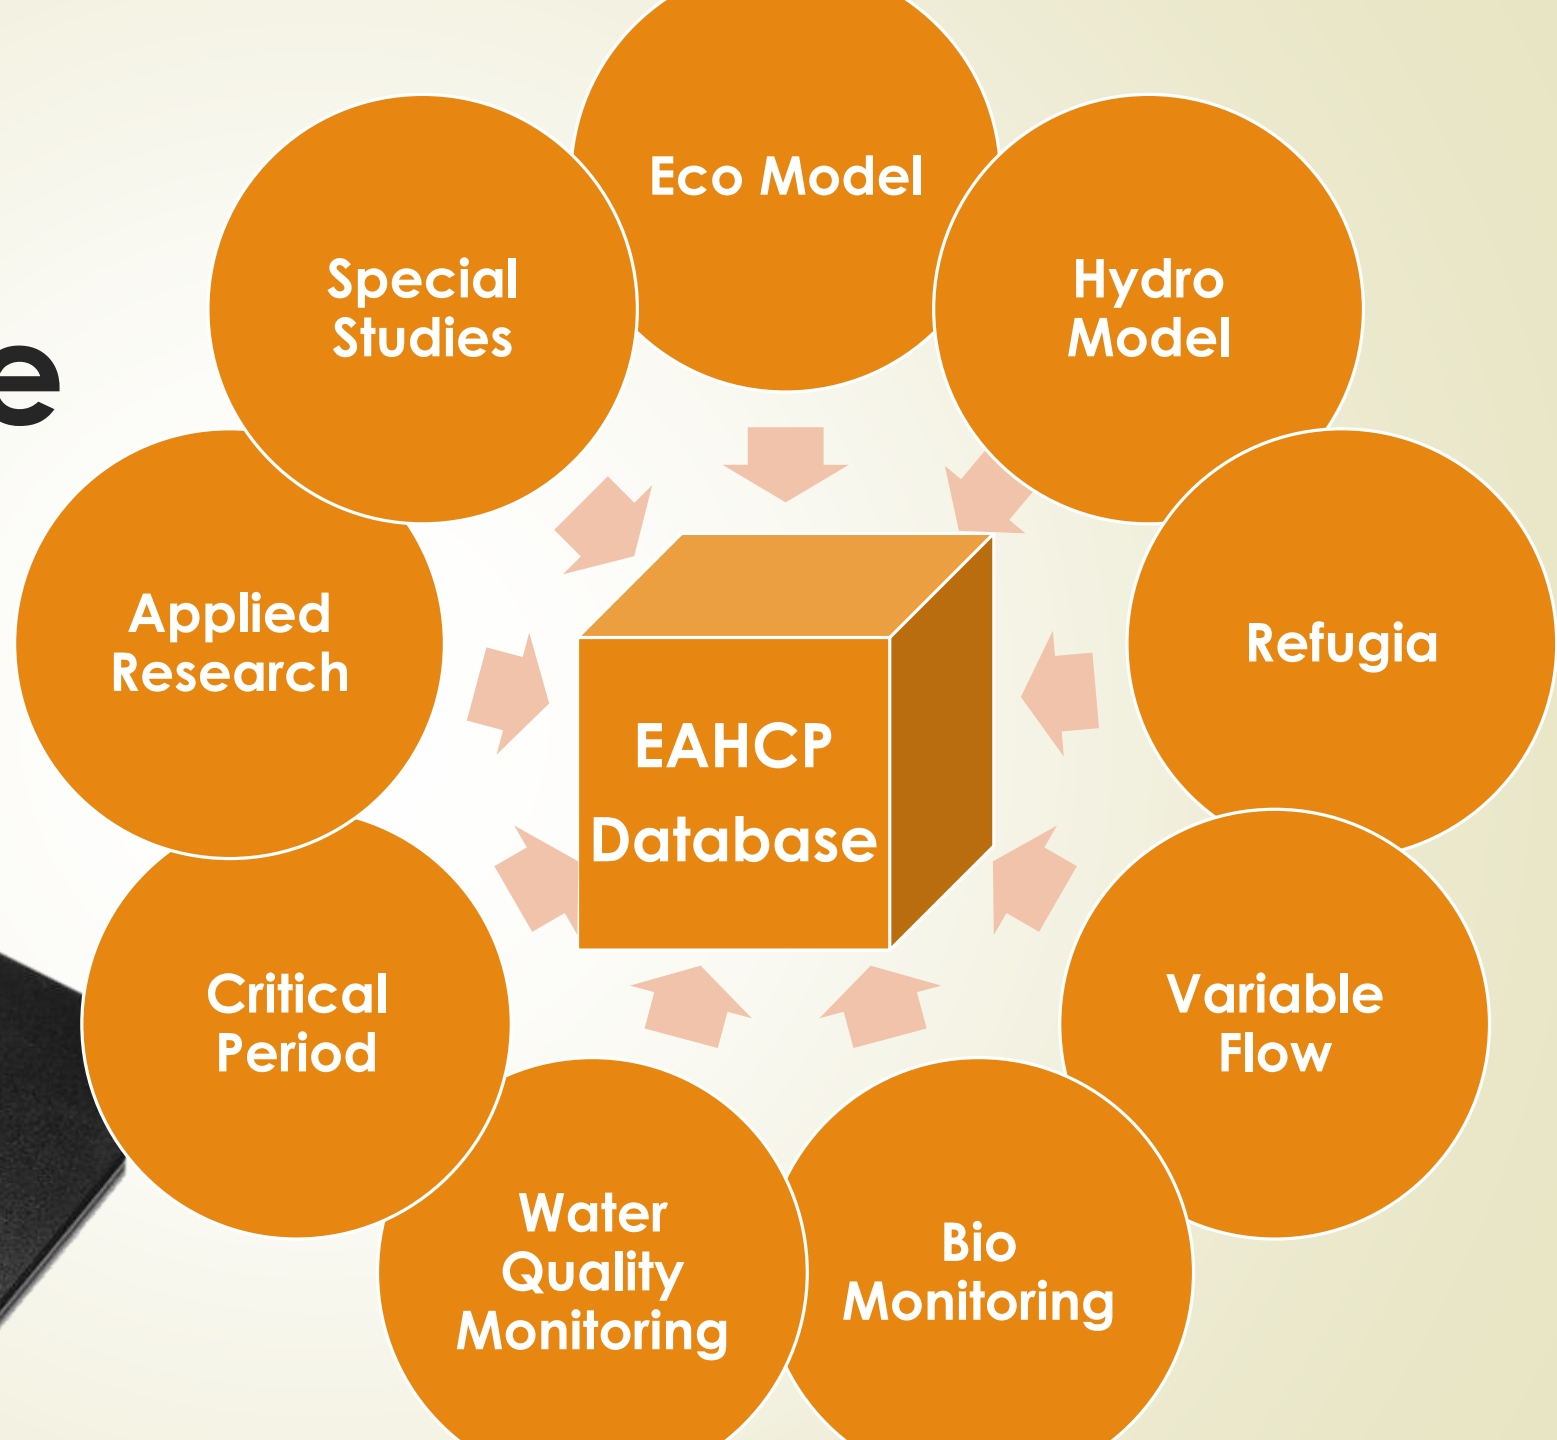 Eco Model
Special
Studies
Hydro
Model
e
Applied
Research
Refugia
EAHCP
Database
Critical
Period
Variable
Flow
Water
Quality
Monitoring
Bio
Monitoring